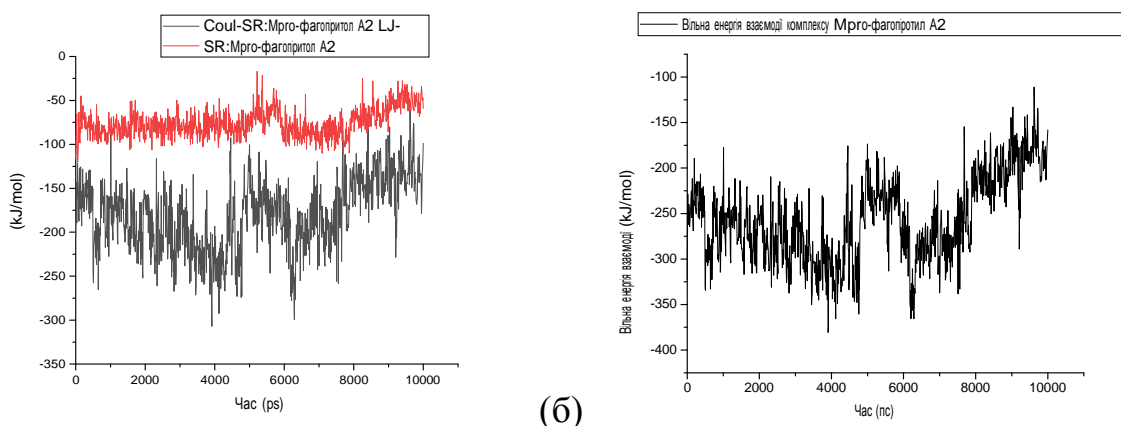 Coul-SR:Mpro-фагопритол А2 LJ-
SR:Mpro-фагопритол А2
0
-50
-100
-150
-200
-250
-300
-350
(kJ/mol)
0 2000 4000 6000 8000 10000
Час (ps)
(б)
Вільна енергія взаємодї комплексу Mpro-фагопротил А2
-100
-150
-200
-250
-300
-350
-400
Вільна енергія взаємоді (kJ/mol)
0 2000 4000 6000 8000 10000
Час (пс)